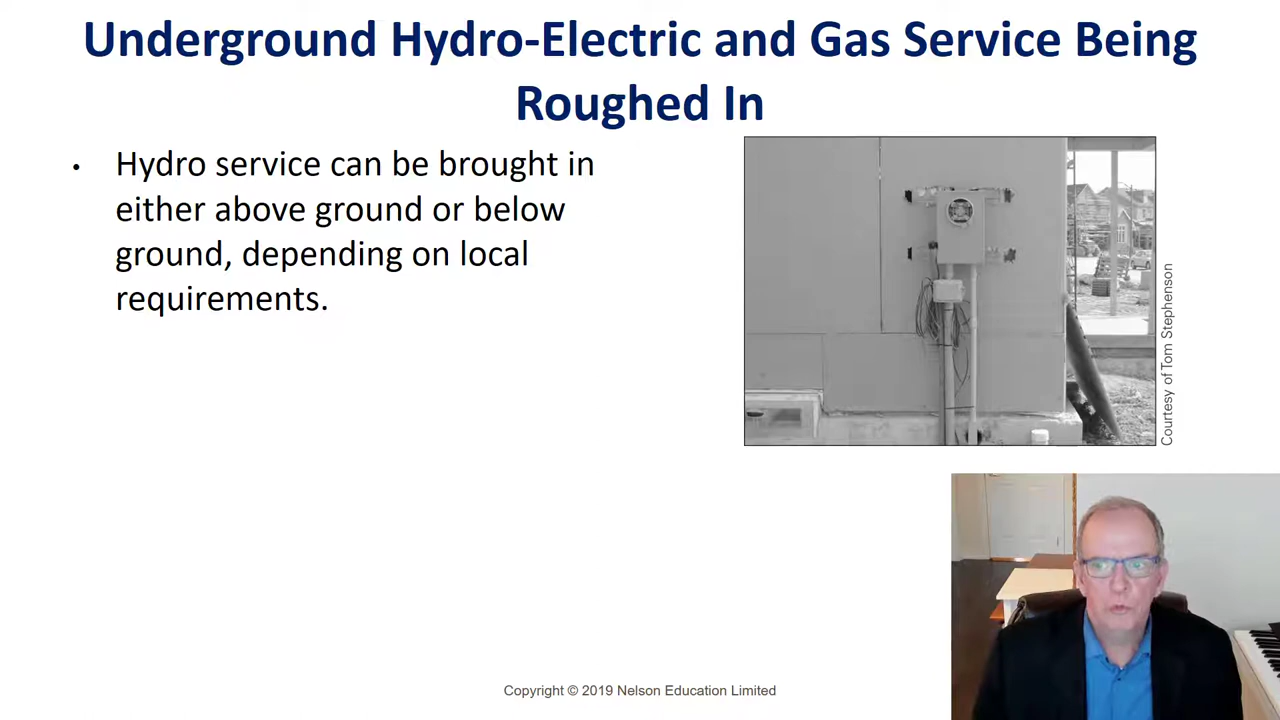 Underground Hydro-Electric and Gas Service Being
Roughed In
• Hydro service can be brought in
either above ground or below
ground, depending on local
requirements.
Courtesy of Tom Stephenson
Copyright © 2019 Nelson Education Limited